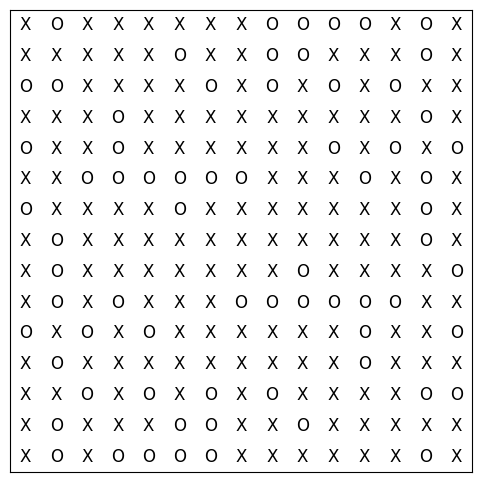 X O X X X X X X O O O O X O X
X X X X X O X X O O X X X O X
O O X X X X O X O X O X O X X
X X X O X X X X X X X X X O X
O X X O X X X X X X O X O X O
X X O O O O O O X X X O X O X
O X X X X O X X X X X X X O X
X O X X X X X X X X X X X O X
X O X X X X X X X O X X X X O
X O X O X X X O O O O O O X X
O X O X O X X X X X X O X X O
X O X X X X X X X X X O X X X
X X O X O X O X O X X X X O O
X O X X X O O X X O X X X X X
X O X O O O O X X X X X X O X